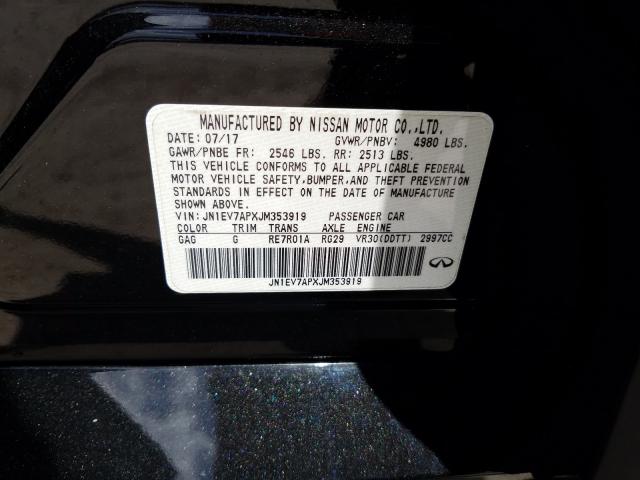 MANUFACTURED BY NISSAN MOTOR CO.,LTD.
DATE: 07/17 GVWR/PNBV: 4980 LBS.
GAWR/PNBE FR: 2546 LBS. RR: 2513 LBS.
THIS VEHICLE CONFORMS TO ALL APPLICABLE FEDERAL
MOTOR VEHICLE SAFETY,BUMPER,AND THEFT PREVENTION
STANDARDS IN EFFECT ON THE DATE OF MANUFACTURE
SHOWN ABOVE.
VIN: JN1EV7APXJM353919 PASSENGER CAR
COLOR TRIM TRANS AXLE ENGINE
GAG G RE7R01A RG29 VR30(DDTT) 2997CC
JN1EV7APXJM353919